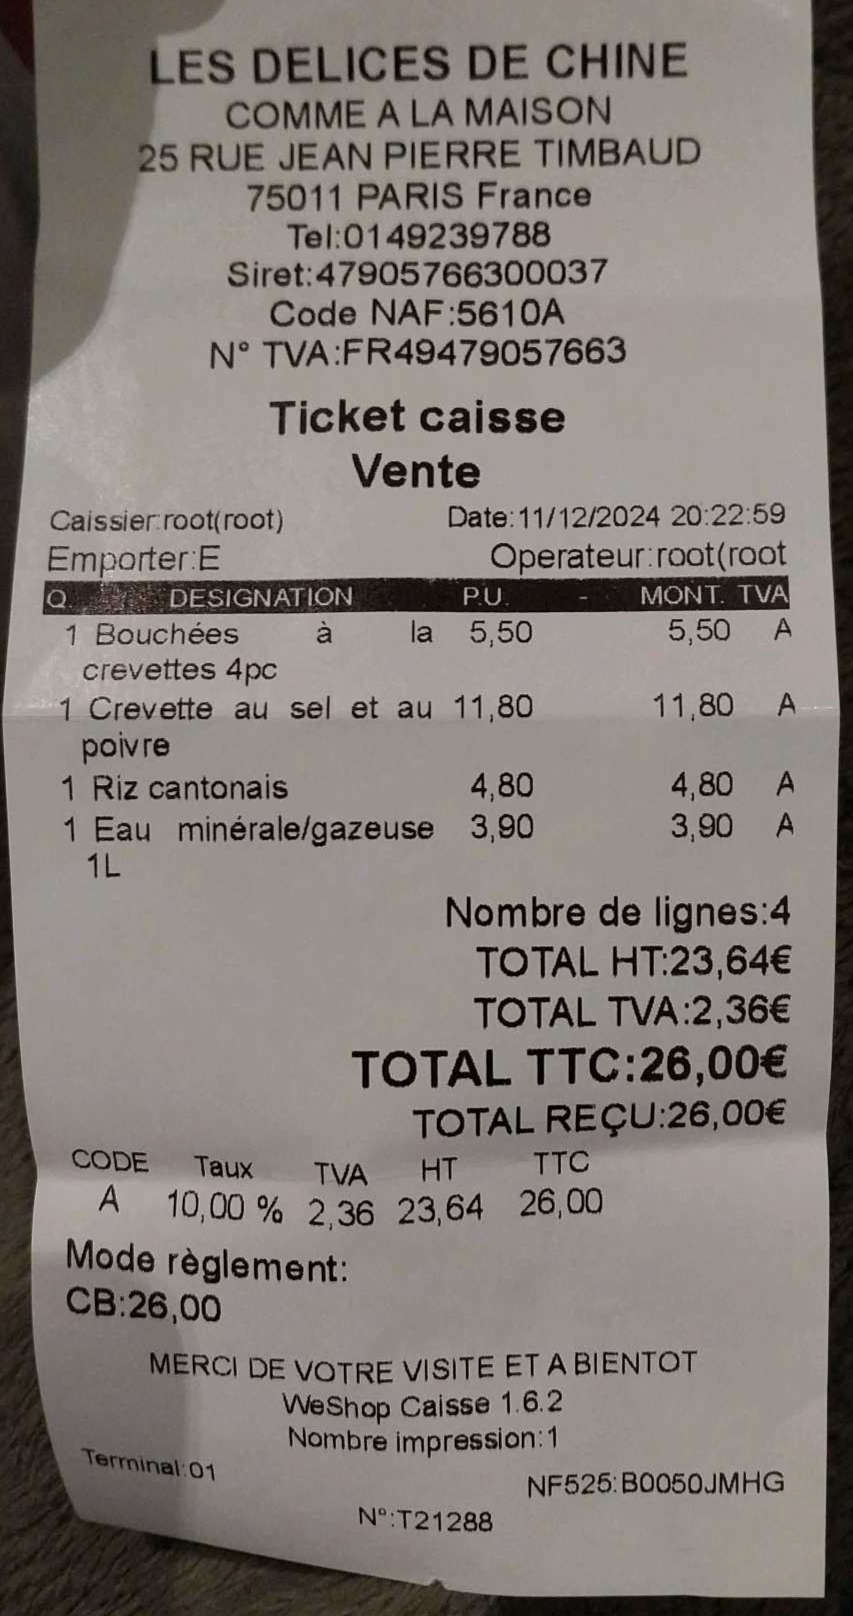 LES DELICES DE CHINE
COMME A LA MAISON
25 RUE JEAN PIERRE TIMBAUD
75011 PARIS France
Tel:0149239788
Siret:47905766300037
Code NAF:5610A
N° TVA:FR49479057663
Ticket caisse
Vente
Caissier:root(root) Date:11/12/2024 20:22:59
Emporter:E Operateur:root(root
Q. DESIGNATION P.U. - MONT. TVA
1 Bouchées à la 5,50 5,50 A
crevettes 4pc
1 Crevette au sel et au 11,80 11,80 A
poivre
1 Riz cantonais 4,80 4,80 A
1 Eau minérale/gazeuse 3,90 3,90 A
1L
Nombre de lignes:4
TOTAL HT:23,64€
TOTAL TVA:2,36€
TOTAL TTC:26,00€
TOTAL REÇU:26,00€
CODE Taux TVA HT TTC
A 10,00 % 2,36 23,64 26,00
Mode règlement:
CB:26,00
MERCI DE VOTRE VISITE ET A BIENTOT
WeShop Caisse 1.6.2
Nombre impression:1
Terminal:01
NF525:B0050JMHG
N°:T21288